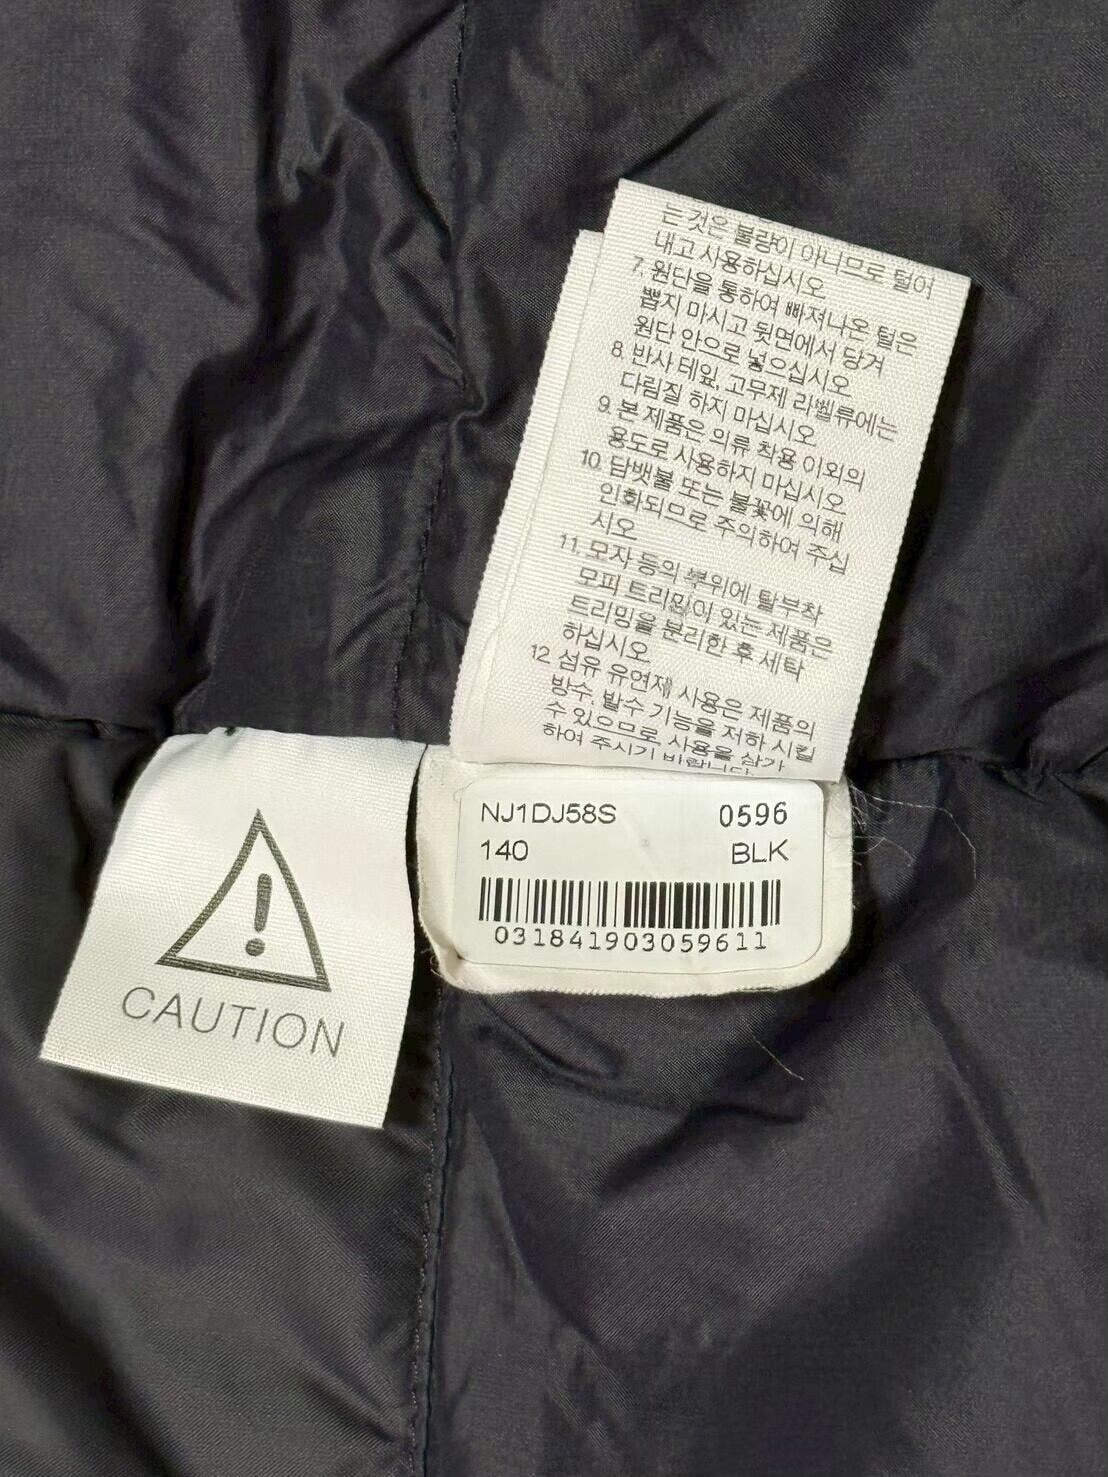 는 것은 불량이 아니므로 털어
내고 사용하십시오
7. 원단을 통하여 빠져나온 털은
뽑지 마시고 뒷면에서 당겨
원단 안으로 넣으십시오
8. 반사 테잎, 고무제 라벨류에는
다림질 하지 마십시오
9. 본 제품은 의류 착용 이외의
용도로 사용하지 마십시오
10. 담뱃불 또는 불꽃에 의해
인화되므로 주의하여 주십
시오
11. 모자 등의 부위에 탈부착
모피 트리밍이 있는 제품은
트리밍을 분리한 후 세탁
하십시오
12. 섬유 유연제 사용은 제품의
방수, 발수 기능을 저하 시킬
수 있으므로 사용을 삼가
하여 주시기 바랍니다.
NJ1DJ58S 0596
140 BLK
031841903059611
CAUTION